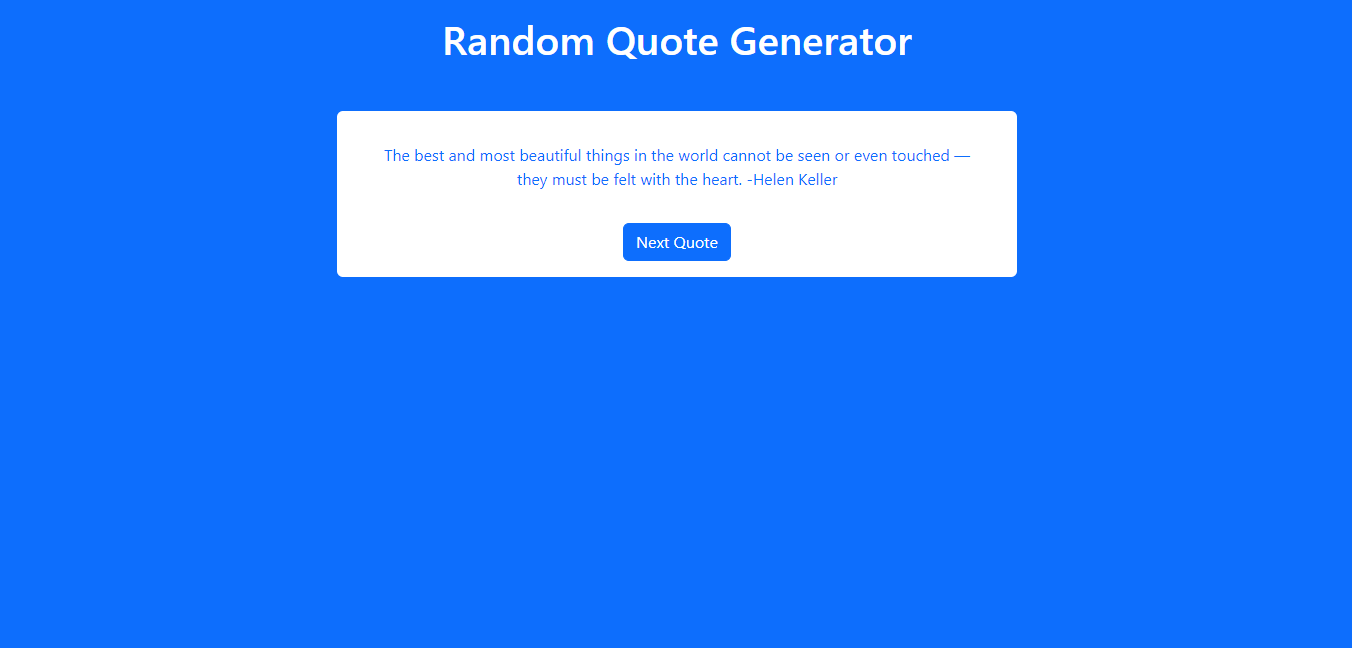 Random Quote Generator
The best and most beautiful things in the world cannot be seen or even touched —
they must be felt with the heart. -Helen Keller
Next Quote